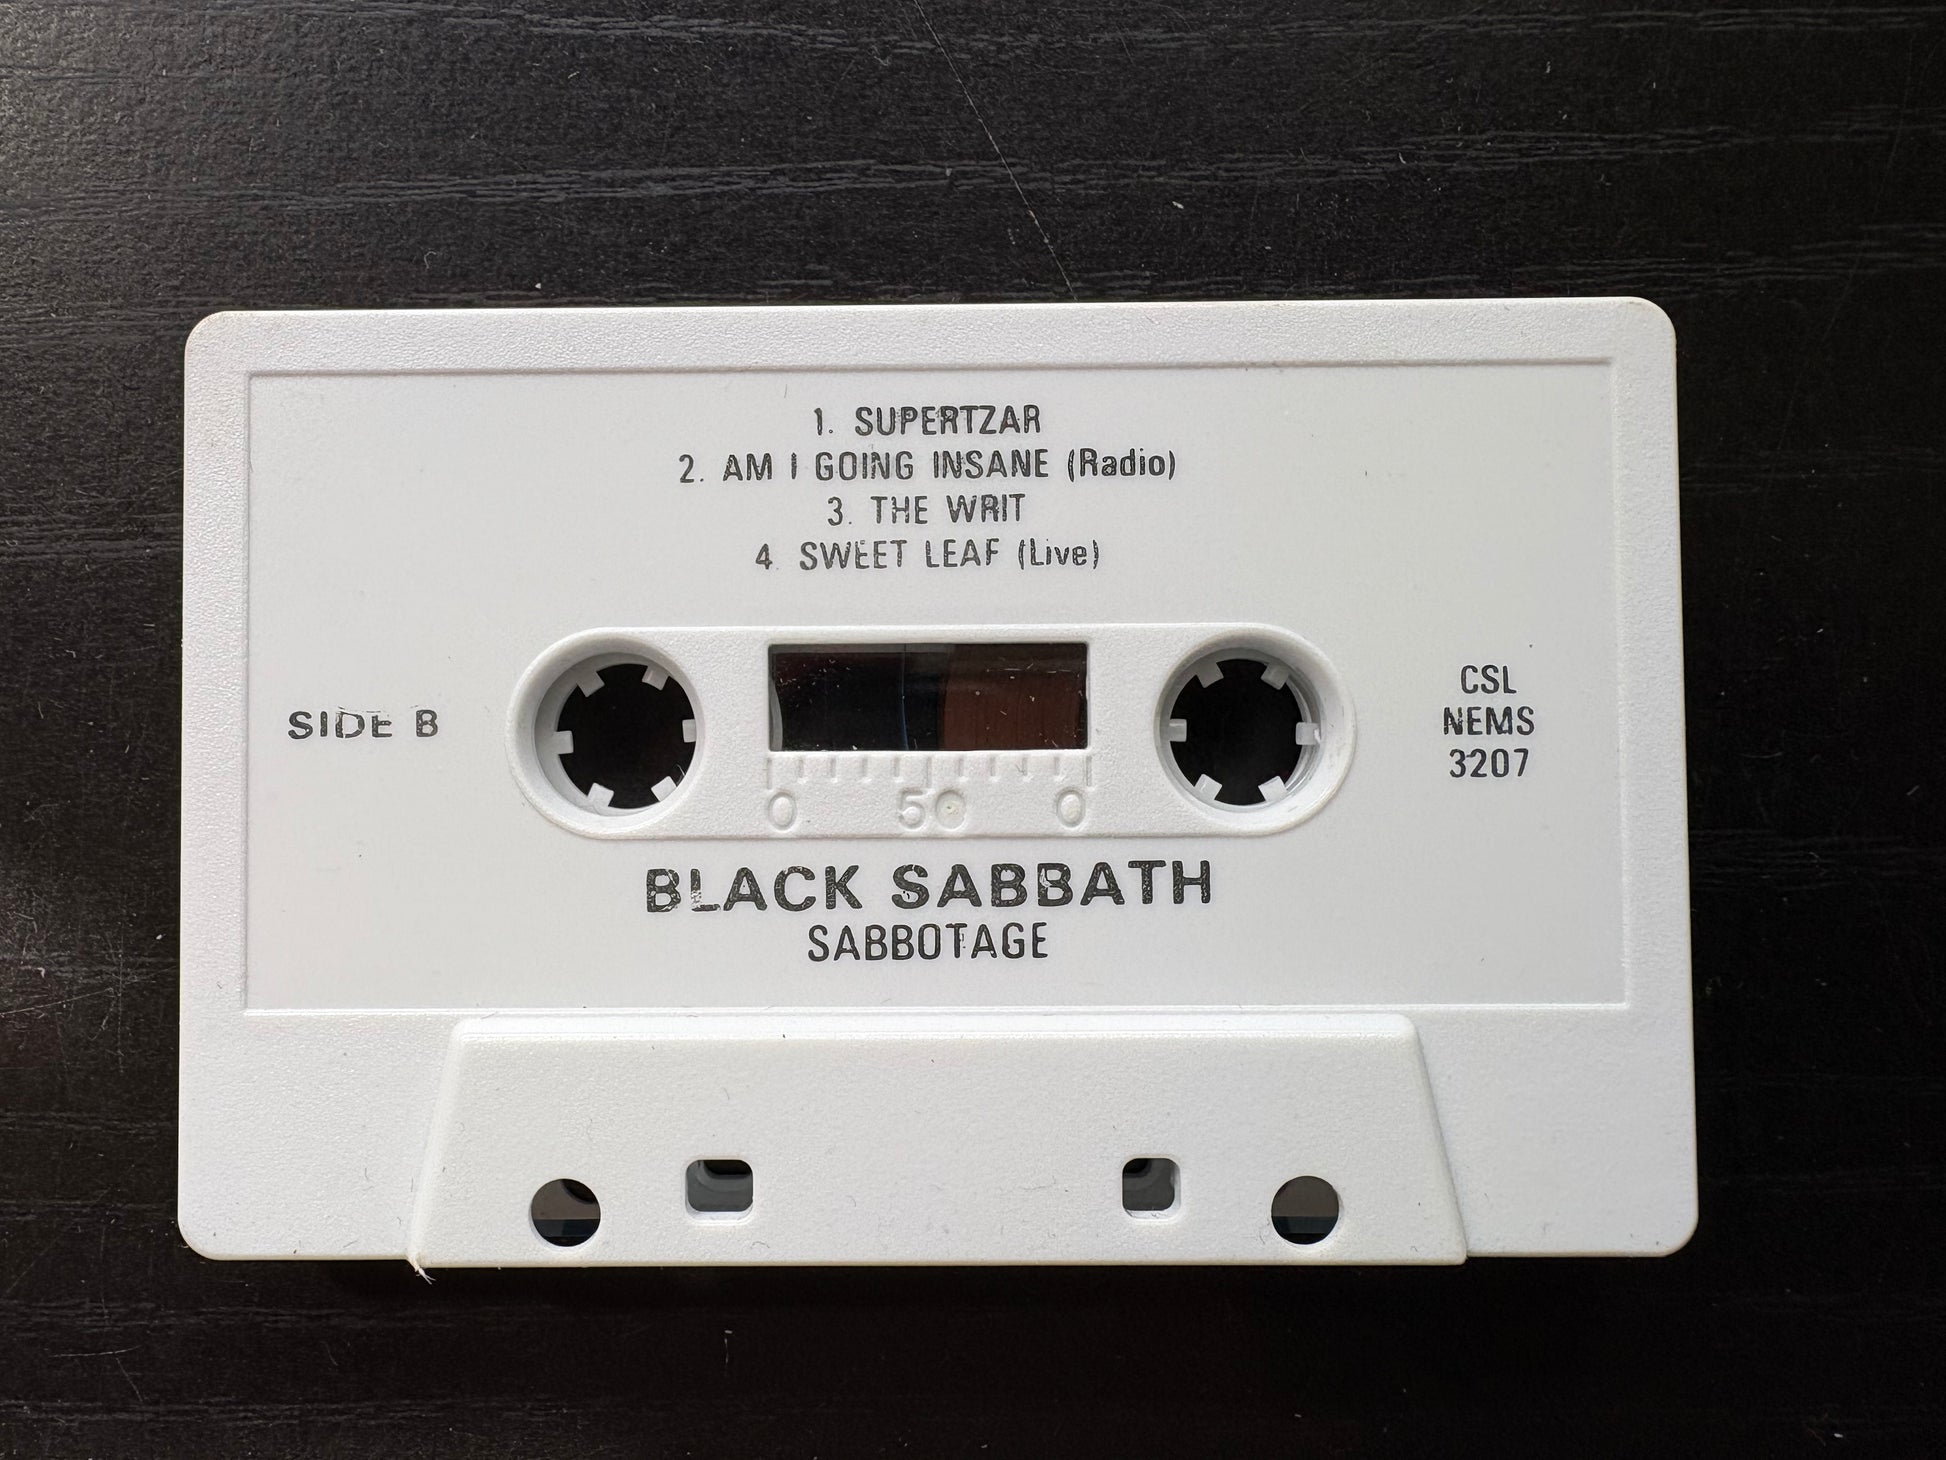 1. SUPERTZAR
2. AM I GOING INSANE (Radio)
3. THE WRIT
4. SWEET LEAF (Live)
SIDE B
CSL
NEMS
3207
0 50 0
BLACK SABBATH
SABBOTAGE